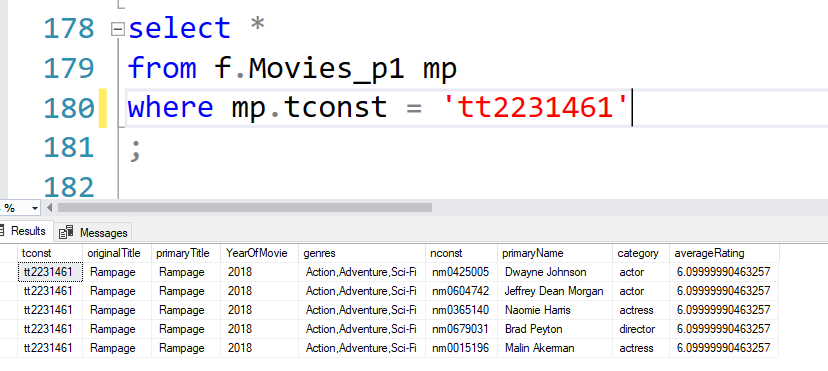 178 select *
179 from f.Movies_p1 mp
180 where mp.tconst = 'tt2231461'
181 ;
182
%
Results Messages
tconst originalTitle primaryTitle YearOfMovie genres nconst primaryName category averageRating
tt2231461 Rampage Rampage 2018 Action,Adventure,Sci-Fi nm0425005 Dwayne Johnson actor 6.09999990463257
tt2231461 Rampage Rampage 2018 Action,Adventure,Sci-Fi nm0604742 Jeffrey Dean Morgan actor 6.09999990463257
tt2231461 Rampage Rampage 2018 Action,Adventure,Sci-Fi nm0365140 Naomie Harris actress 6.09999990463257
tt2231461 Rampage Rampage 2018 Action,Adventure,Sci-Fi nm0679031 Brad Peyton director 6.09999990463257
tt2231461 Rampage Rampage 2018 Action,Adventure,Sci-Fi nm0015196 Malin Akerman actress 6.09999990463257